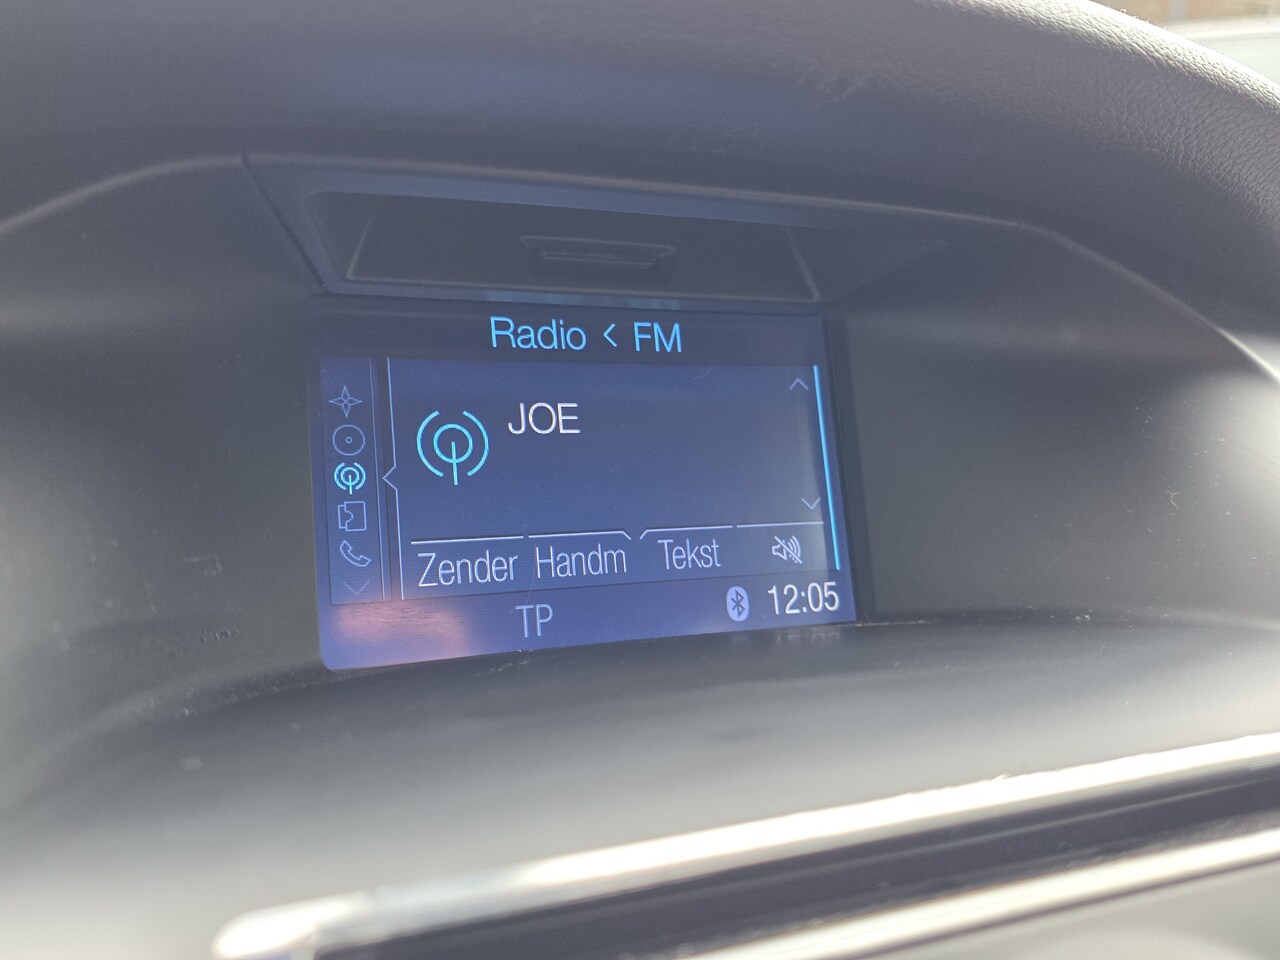 Radio < FM
JOE
Zender Handm Tekst
TP 12:05